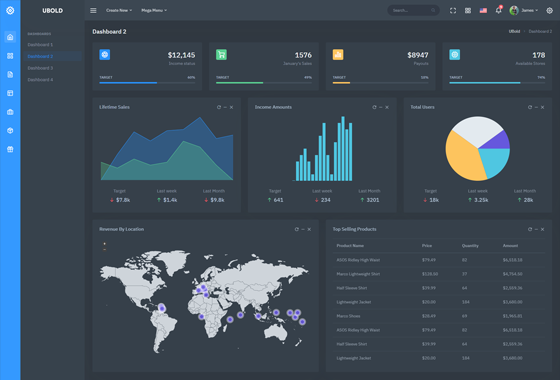 UBOLD
Create New
Mega Menu
Search...
James
DASHBOARD
Dashboard 1
Dashboard 2
Dashboard 3
Dashboard 4
Dashboard 2
Ubold Dashboard 2
$12,145
Income status
TARGET 60%
1576
January's Sales
TARGET 49%
$8947
Payouts
TARGET
178
Available Stores
TARGET 74%
Lifetime Sales
Target Last week Last Month
$7.8k $1.4k $9.8k
Income Amounts
Target Last week Last Month
641 234 3201
Total Users
Target Last week Last Month
18k 3.25k 28k
Revenue By Location
Top Selling Products
Product Name Price Quantity Amount
ASOS Ridley High Waist $79.49 82 $6,518.18
Marco Lightweight Shirt $128.50 37 $4,754.50
Half Sleeve Shirt $39.99 64 $2,559.36
Lightweight Jacket $20.00 184 $3,680.00
Marco Shoes $28.49 69 $1,965.81
ASOS Ridley High Waist $79.49 82 $6,518.18
Half Sleeve Shirt $39.99 64 $2,559.36
Lightweight Jacket $20.00 184 $3,680.00